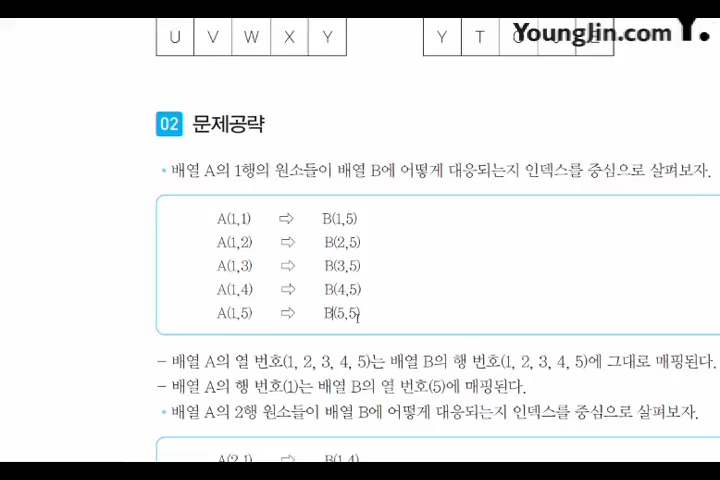 Younglin.com Y.
U V W X Y Y T
02 문제공략
• 배열 A의 1행의 원소들이 배열 B에 어떻게 대응되는지 인덱스를 중심으로 살펴보자.
A(1,1) ⇨ B(1,5)
A(1,2) ⇨ B(2,5)
A(1,3) ⇨ B(3,5)
A(1,4) ⇨ B(4,5)
A(1,5) ⇨ B(5,5)
– 배열 A의 열 번호(1, 2, 3, 4, 5)는 배열 B의 행 번호(1, 2, 3, 4, 5)에 그대로 매핑된다.
– 배열 A의 행 번호(1)는 배열 B의 열 번호(5)에 매핑된다.
• 배열 A의 2행 원소들이 배열 B에 어떻게 대응되는지 인덱스를 중심으로 살펴보자.
A(2,1) ⇨ B(1,4)